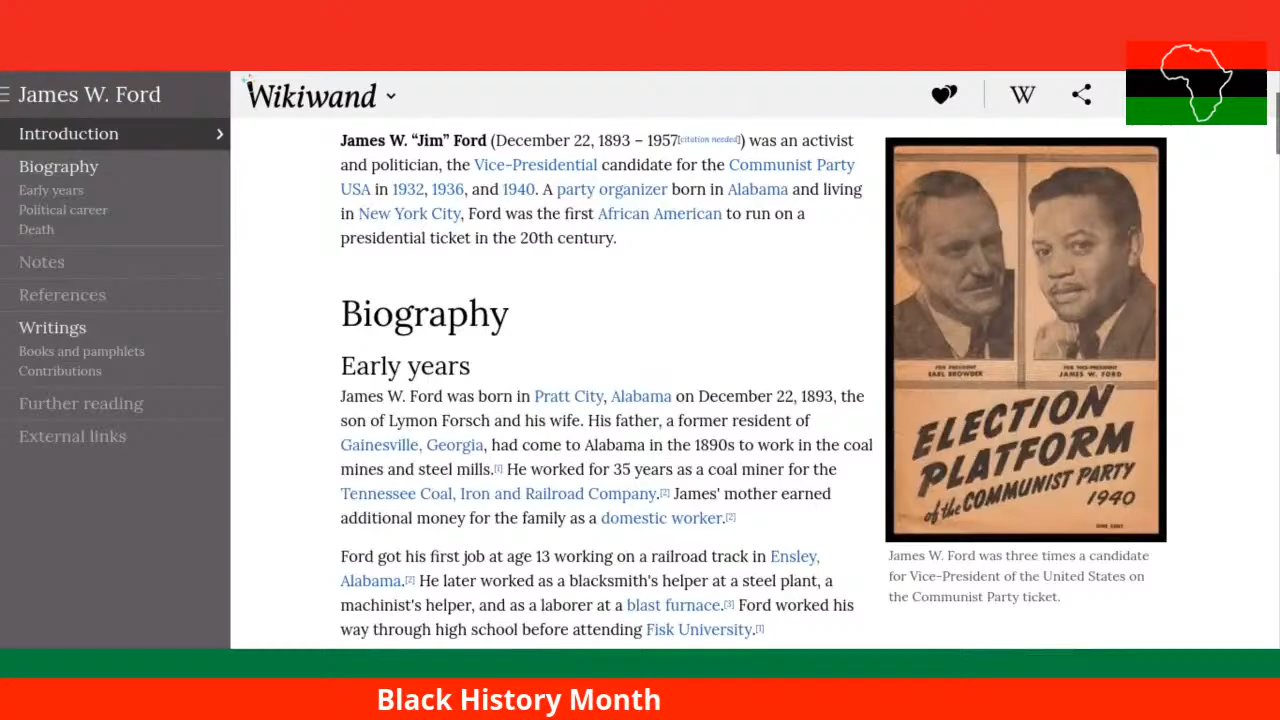 James W. Ford
Introduction
Biography
Early years
Political career
Death
Notes
References
Writings
Books and pamphlets
Contributions
Further reading
External links
Wikiwand
W
James W. “Jim” Ford (December 22, 1893 – 1957[citation needed]) was an activist
and politician, the Vice-Presidential candidate for the Communist Party
USA in 1932, 1936, and 1940. A party organizer born in Alabama and living
in New York City, Ford was the first African American to run on a
presidential ticket in the 20th century.
Biography
Early years
James W. Ford was born in Pratt City, Alabama on December 22, 1893, the
son of Lymon Forsch and his wife. His father, a former resident of
Gainesville, Georgia, had come to Alabama in the 1890s to work in the coal
mines and steel mills.[1] He worked for 35 years as a coal miner for the
Tennessee Coal, Iron and Railroad Company.[2] James' mother earned
additional money for the family as a domestic worker.[2]
Ford got his first job at age 13 working on a railroad track in Ensley,
Alabama.[2] He later worked as a blacksmith's helper at a steel plant, a
machinist's helper, and as a laborer at a blast furnace.[3] Ford worked his
way through high school before attending Fisk University.[1]
FOR PRESIDENT
EARL BROWDER
FOR VICE-PRESIDENT
JAMES W. FORD
ELECTION
PLATFORM
of the COMMUNIST PARTY
1940
ONE CENT
James W. Ford was three times a candidate
for Vice-President of the United States on
the Communist Party ticket.
Black History Month